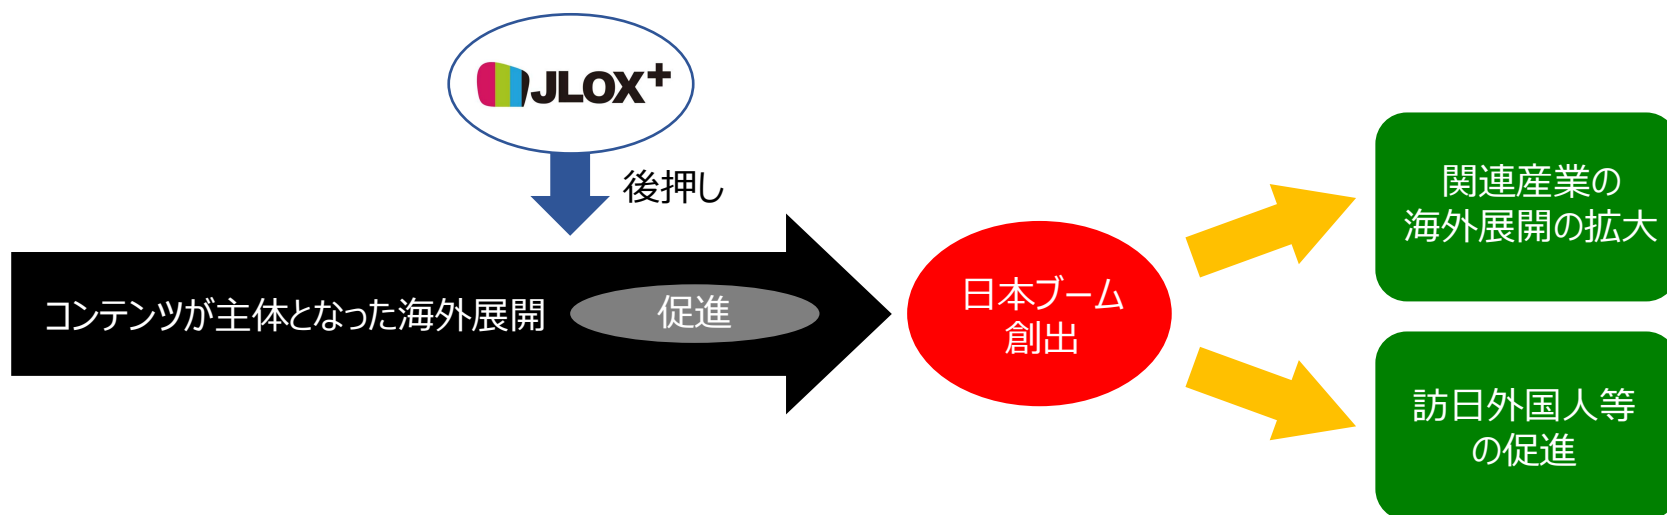 JLOX+
後押し
コンテンツが主体となった海外展開
促進
日本ブーム
創出
関連産業の
海外展開の拡大
訪日外国人等
の促進